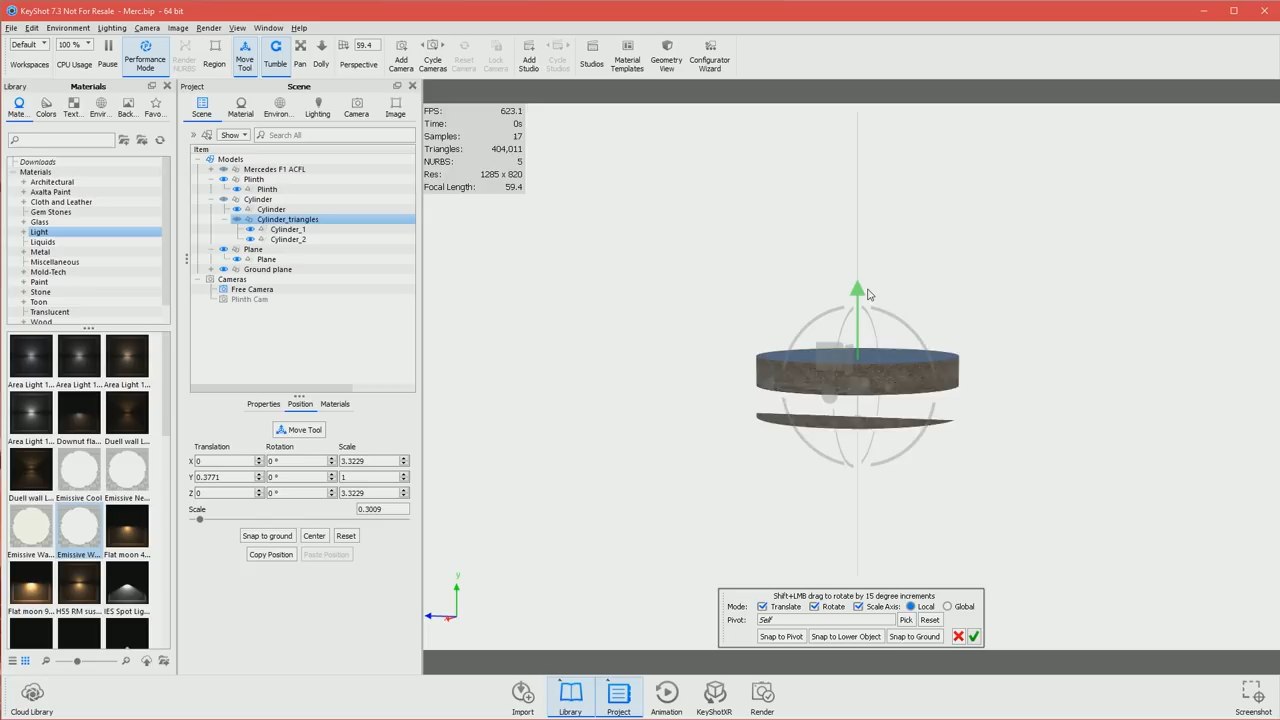 KeyShot 7.3 Not For Resale - Merc.bip - 64 bit
File Edit Environment Lighting Camera Image Render View Window Help
Default 100 % 59.4
Workspaces CPU Usage Pause Performance Mode Render NURBS Region Move Tool Tumble Pan Dolly Perspective Add Camera Cycle Cameras Reset Camera Lock Camera Add Studio Cycle Studios Studios Material Templates Geometry View Configurator Wizard
Library Materials
Mate... Colors Text... Envir... Back... Favo...
Downloads
Materials
Architectural
Axalta Paint
Cloth and Leather
Gem Stones
Glass
Light
Liquids
Metal
Miscellaneous
Mold-Tech
Paint
Stone
Toon
Translucent
Wood
Area Light 1... Area Light 1... Area Light 1...
Area Light 1... Downut fla... Duell wall L...
Duell wall L... Emissive Cool Emissive Ne...
Emissive Wa... Emissive W... Flat moon 4...
Flat moon 9... H55 RM sus... IES Spot Lig...
Project Scene
Scene Material Environ... Lighting Camera Image
» Show Search All
Item
Models
Mercedes F1 ACFL
Plinth
Plinth
Cylinder
Cylinder
Cylinder_triangles
Cylinder_1
Cylinder_2
Plane
Plane
Ground plane
Cameras
Free Camera
Plinth Cam
Properties Position Materials
Move Tool
Translation Rotation Scale
X 0 0 ° 3.3229
Y 0.3771 0 ° 1
Z 0 0 ° 3.3229
Scale 0.3009
Snap to ground Center Reset
Copy Position Paste Position
FPS: 623.1
Time: 0s
Samples: 17
Triangles: 404,011
NURBS: 5
Res: 1285 x 820
Focal Length: 59.4
y
Shift+LMB drag to rotate by 15 degree increments
Mode: Translate Rotate Scale Axis: Local Global
Pivot: Self Pick Reset
Snap to Pivot Snap to Lower Object Snap to Ground
Cloud Library Import Library Project Animation KeyShotXR Render Screenshot